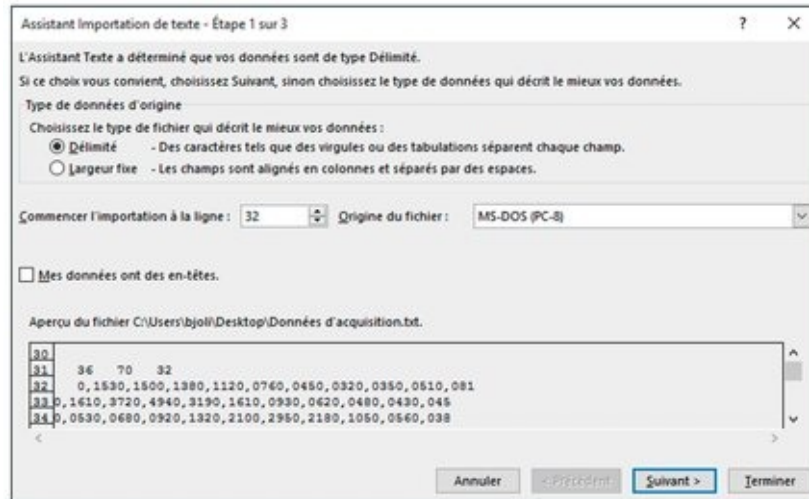 Assistant Importation de texte - Étape 1 sur 3 ? ×
L'Assistant Texte a déterminé que vos données sont de type Délimité.
Si ce choix vous convient, choisissez Suivant, sinon choisissez le type de données qui décrit le mieux vos données.
Type de données d'origine
Choisissez le type de fichier qui décrit le mieux vos données :
Délimité - Des caractères tels que des virgules ou des tabulations séparent chaque champ.
Largeur fixe - Les champs sont alignés en colonnes et séparés par des espaces.
Commencer l'importation à la ligne : 32 Origine du fichier : MS-DOS (PC-8)
Mes données ont des en-têtes.
Aperçu du fichier C:\Users\bjoli\Desktop\Données d'acquisition.txt.
30
31 36 70 32
32 0,1530,1500,1380,1120,0760,0450,0320,0350,0510,081
33 0,1610,3720,4940,3190,1610,0930,0620,0480,0430,045
34 0,0530,0680,0920,1320,2100,2950,2180,1050,0560,038
Annuler < Précédent Suivant > Terminer